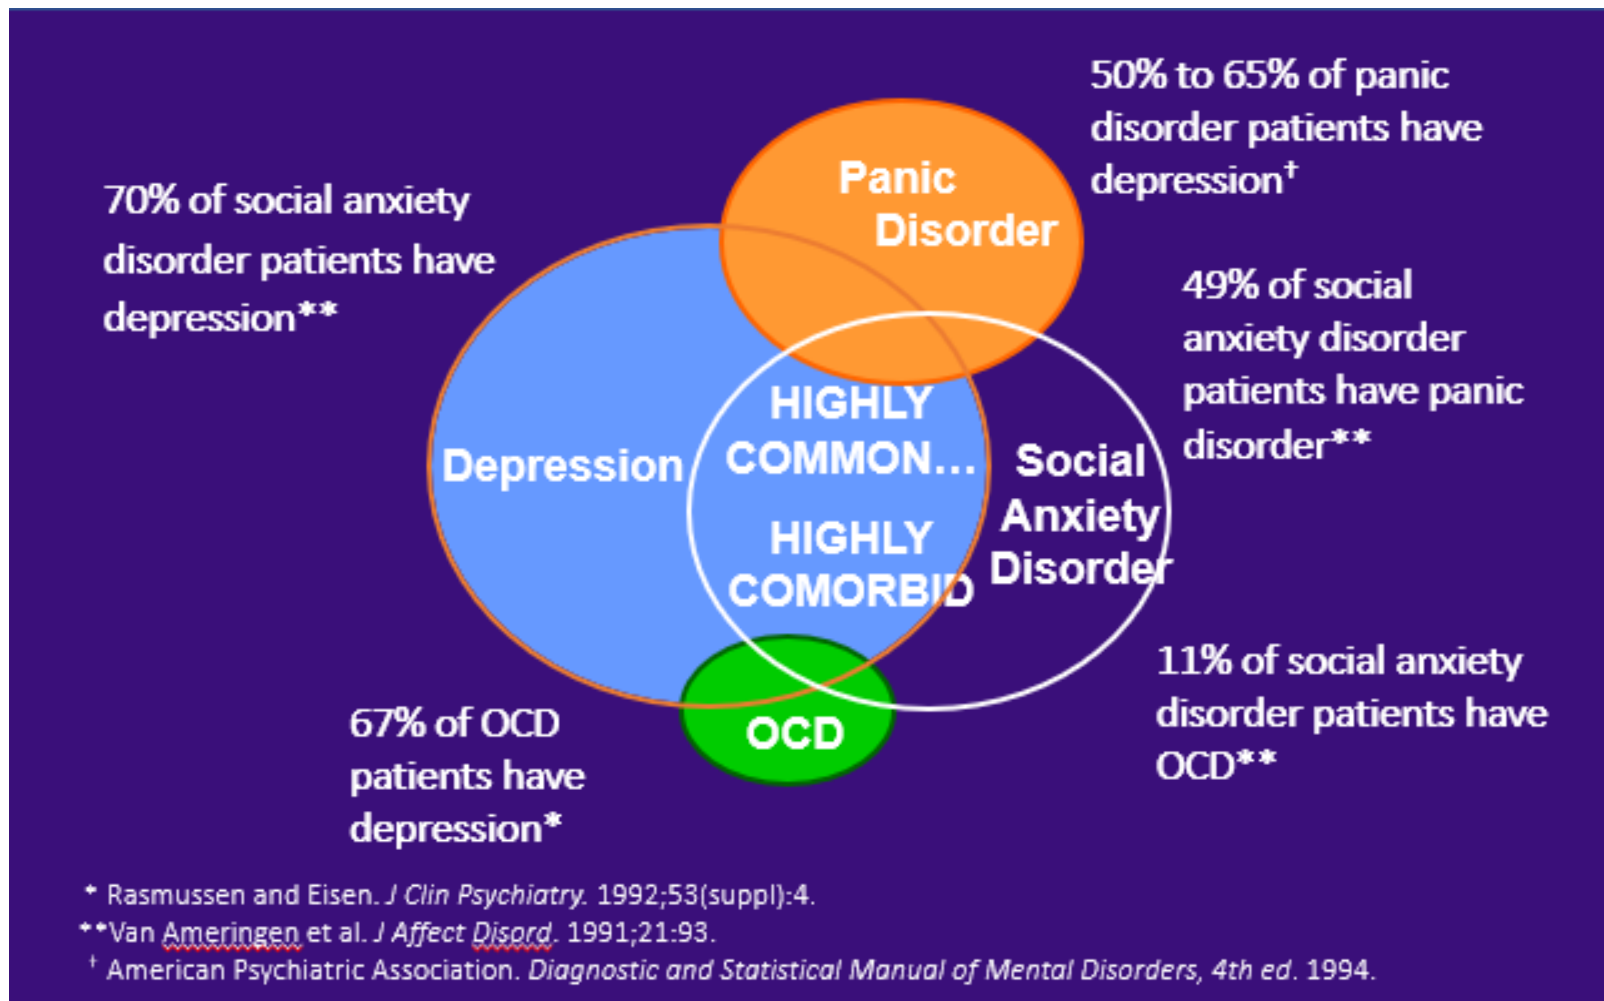 50% to 65% of panic
disorder patients have
depression†
Panic
Disorder
70% of social anxiety
disorder patients have
depression**
49% of social
anxiety disorder
patients have panic
disorder**
HIGHLY
COMMON...
Depression
Social
Anxiety
Disorder
HIGHLY
COMORBID
11% of social anxiety
disorder patients have
OCD**
67% of OCD
patients have
depression*
OCD
* Rasmussen and Eisen. J Clin Psychiatry. 1992;53(suppl):4.
**Van Ameringen et al. J Affect Disord. 1991;21:93.
† American Psychiatric Association. Diagnostic and Statistical Manual of Mental Disorders, 4th ed. 1994.